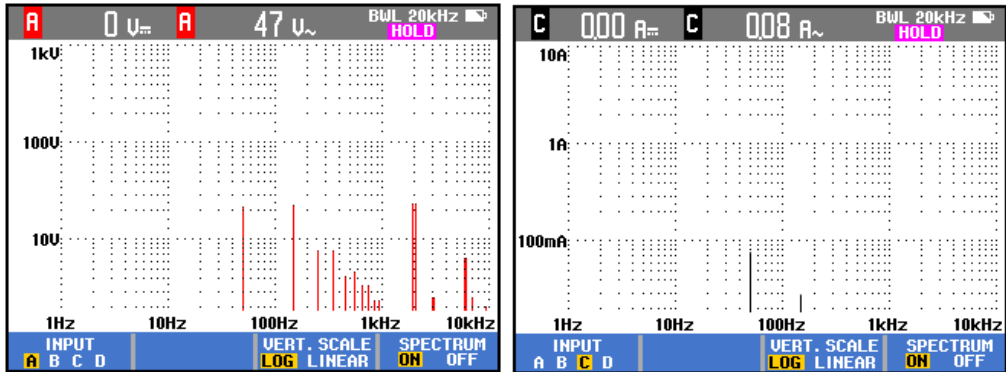 A 0 V⎓ A 47 V~ BWL 20kHz
HOLD
1kV
100V
10V
1Hz 10Hz 100Hz 1kHz 10kHz
INPUT VERT. SCALE SPECTRUM
A B C D LOG LINEAR ON OFF
C 0.00 A⎓ C 0.08 A~ BWL 20kHz
HOLD
10A
1A
100mA
1Hz 10Hz 100Hz 1kHz 10kHz
INPUT VERT. SCALE SPECTRUM
A B C D LOG LINEAR ON OFF